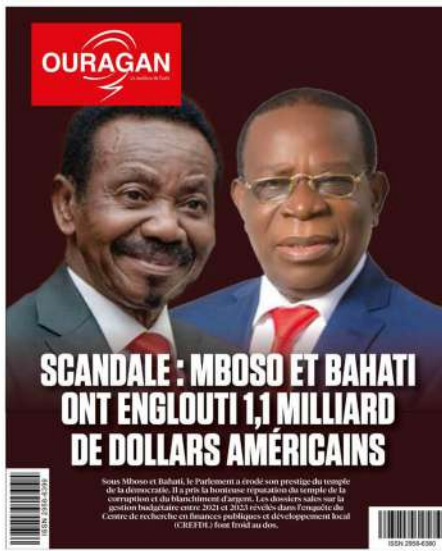 OURAGAN
SCANDALE : MBOSO ET BAHATI
ONT ENGLOUTI 1,1 MILLIARD
DE DOLLARS AMÉRICAINS
Sous Mboso et Bahati, le Parlement a érodé son prestige du temple
de la démocratie. Il a pris la honteuse réputation du temple de la
corruption et du blanchiment d'argent. Les dossiers sales sur la
gestion budgétaire entre 2021 et 2023 révélés dans l'enquête du
Centre de recherche en finances publiques et développement local
(CREFDL) font froid au dos.
ISSN 2958-6399
ISSN 2958-6380